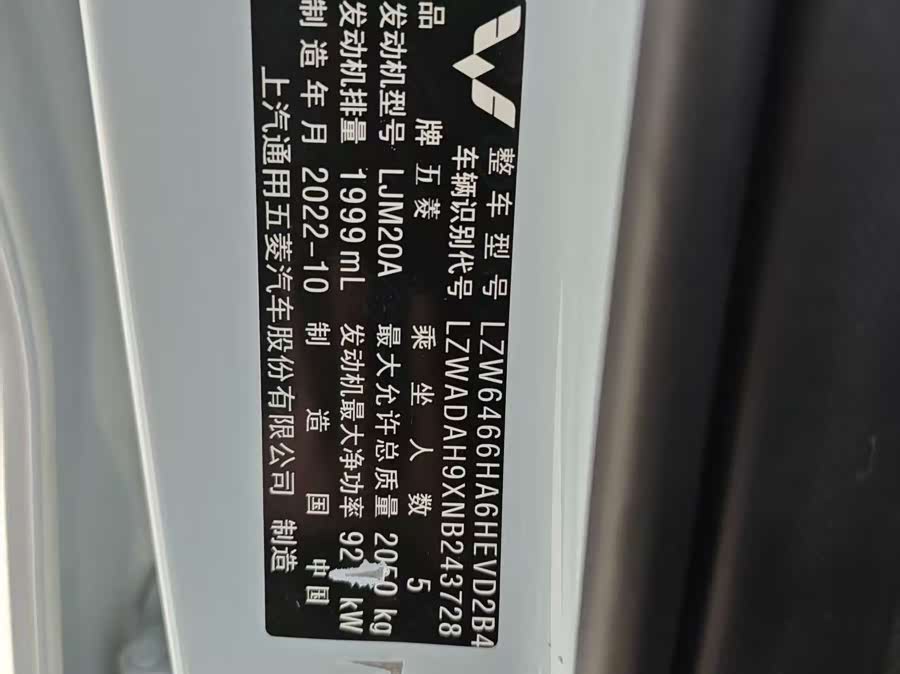 整车型号 LZW6466HA6HEVD2B4
车辆识别代号 LZWADAH9XNB243728
品牌 五菱 乘坐人数 5
发动机型号 LJM20A 最大允许总质量 2050 kg
发动机排量 1999 mL 发动机最大净功率 92 kW
制造年月 2022-10 制造国 中国
上汽通用五菱汽车股份有限公司 制造